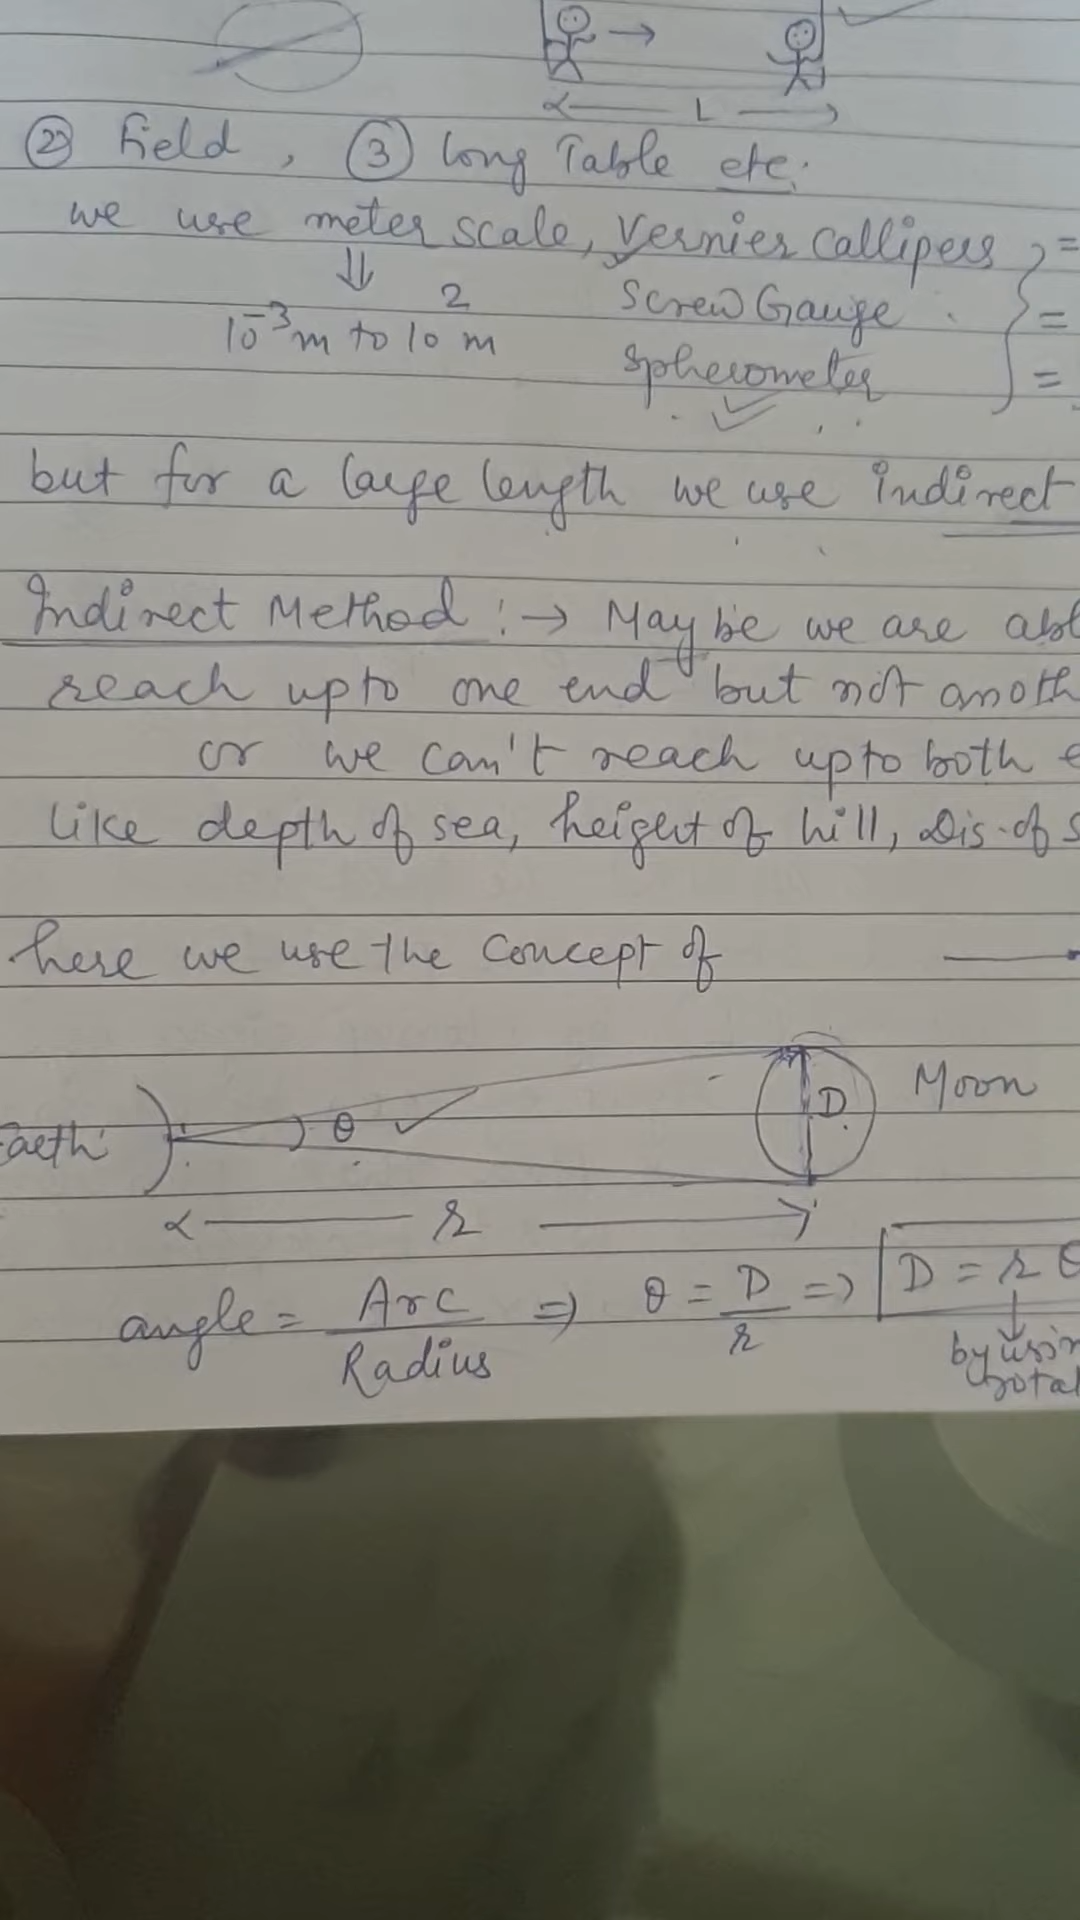 L
② field, ③ long Table etc.
we use meter scale, Vernier Callipers } =
⇓ Screw Gauge =
10⁻³m to 10² m Spherometer =
but for a large length we use indirect
Indirect Method :→ May be we are abl
reach upto one end but not anoth
or we can't reach upto both e
like depth of sea, height of hill, Dis. of s
here we use the Concept of →
θ D Moon
aeth
r
angle = Arc/Radius ⇒ θ = D/r ⇒ D = r θ
by usin
total